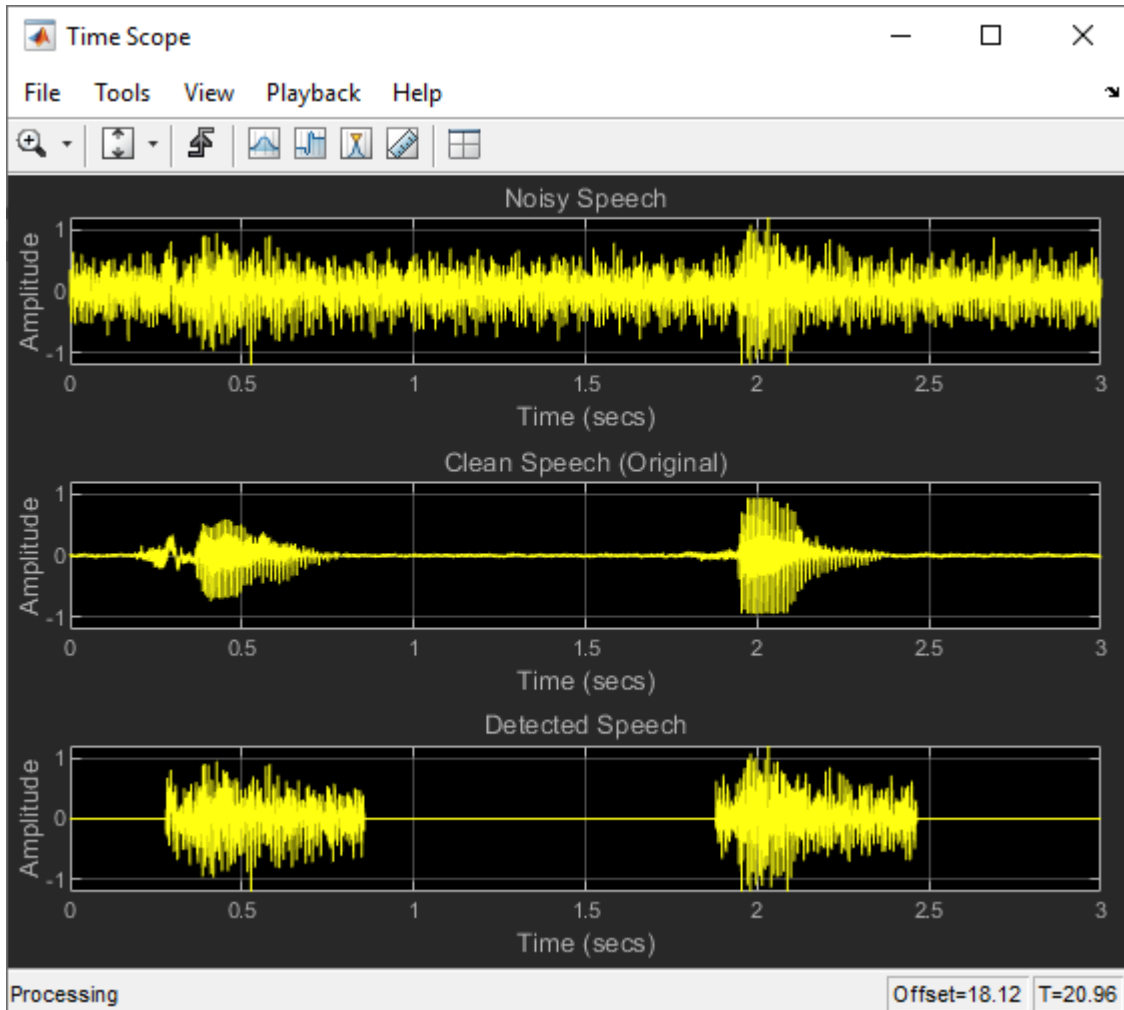 Time Scope
File Tools View Playback Help
Noisy Speech
Amplitude
1
0
-1
0 0.5 1 1.5 2 2.5 3
Time (secs)
Clean Speech (Original)
Amplitude
1
0
-1
0 0.5 1 1.5 2 2.5 3
Time (secs)
Detected Speech
Amplitude
1
0
-1
0 0.5 1 1.5 2 2.5 3
Time (secs)
Processing Offset=18.12 T=20.96